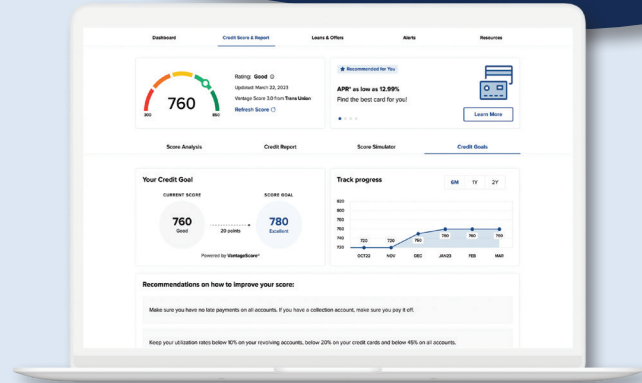 Dashboard
Credit Score & Report
Loans & Offers
Alerts
Resources
760
300
850
Rating: Good
Updated: March 22, 2023
Vantage Score 3.0 from Trans Union
Refresh Score
Recommended for You
APR* as low as 12.99%
Find the best card for you!
Learn More
Score Analysis
Credit Report
Score Simulator
Credit Goals
Your Credit Goal
CURRENT SCORE
SCORE GOAL
760
Good
20 points
780
Excellent
Powered by VantageScore®
Track progress
6M
1Y
2Y
820
800
760
740
720
720
750
760
760
760
OCT22
NOV
DEC
JAN23
FEB
MAR
Recommendations on how to improve your score:
Make sure you have no late payments on all accounts. If you have a collection account, make sure you pay it off.
Keep your utilization rates below 10% on your revolving accounts, below 20% on your credit cards and below 45% on all accounts.